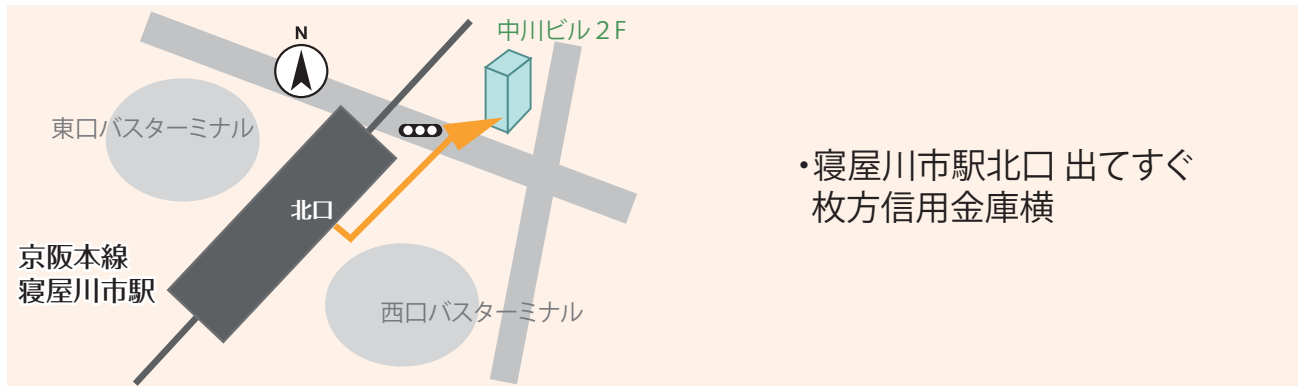 中川ビル 2 F
N
東口バスターミナル
北口
京阪本線
寝屋川市駅
西口バスターミナル
・寝屋川市駅北口 出てすぐ
枚方信用金庫横